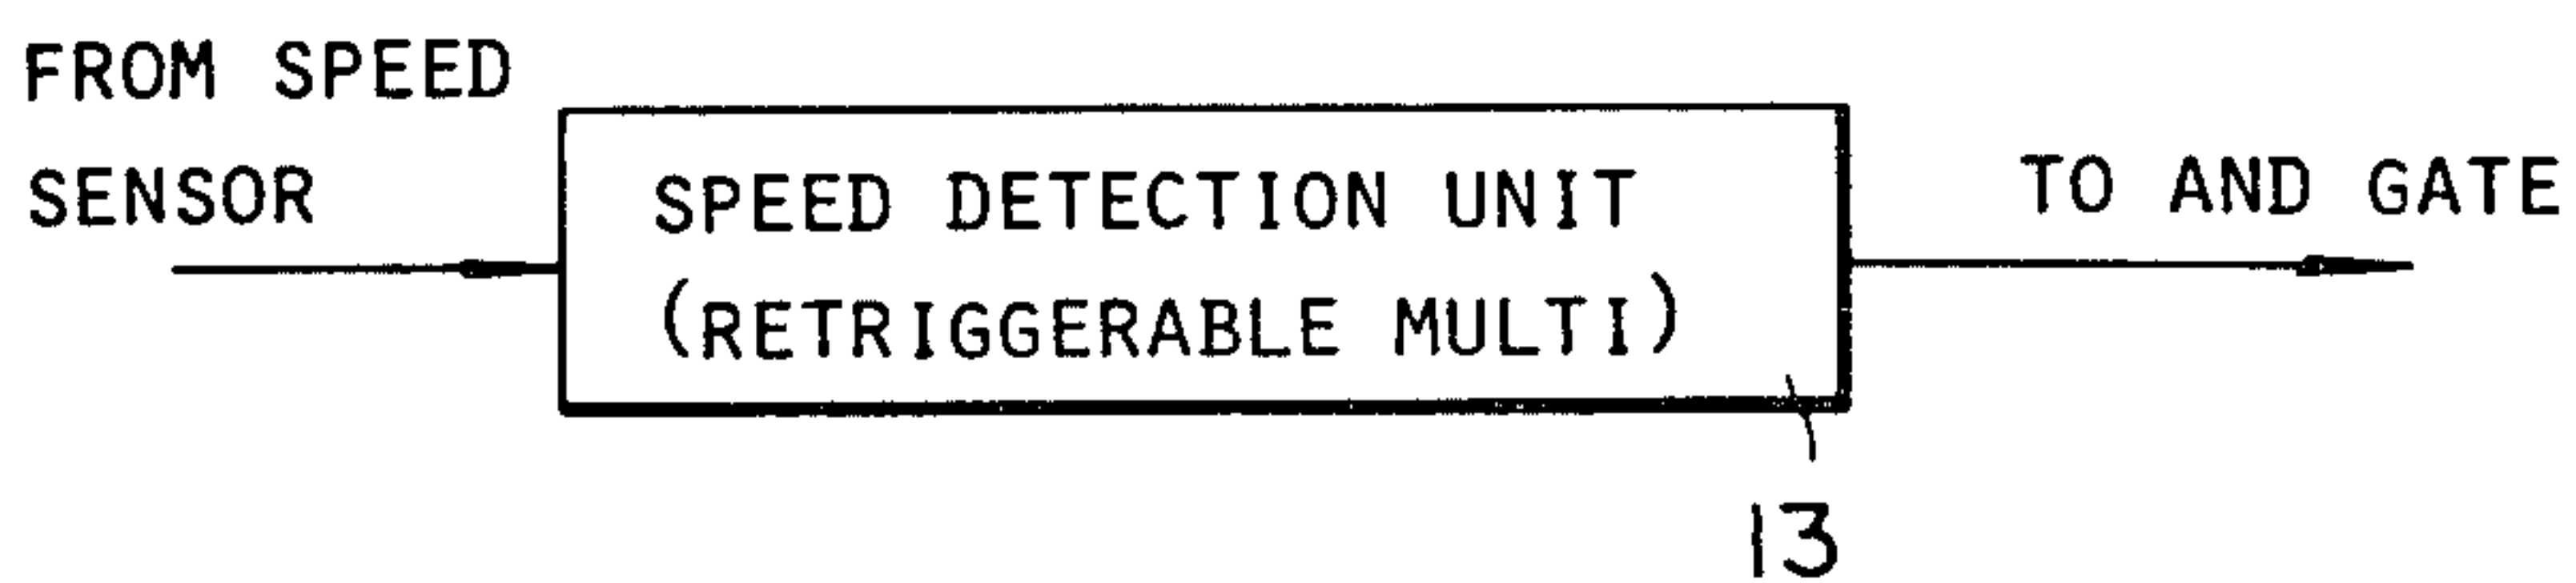 FROM SPEED
SENSOR
SPEED DETECTION UNIT
(RETRIGGERABLE MULTI)
TO AND GATE
13